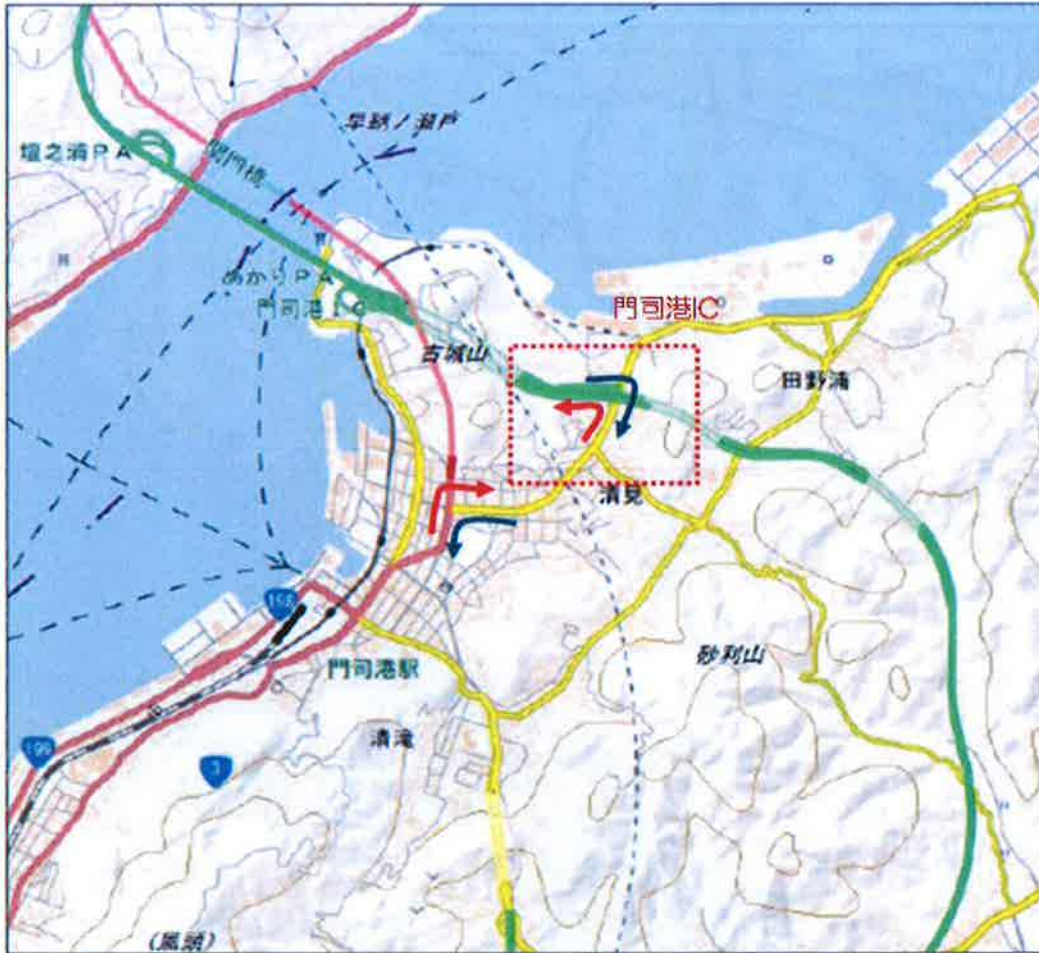 早鞆ノ瀬戸
壇之浦PA
関門橋
めかりPA
門司港IC
門司港IC
古城山
田野浦
清見
198
門司港駅
砂利山
199
清滝
3
(風頭)